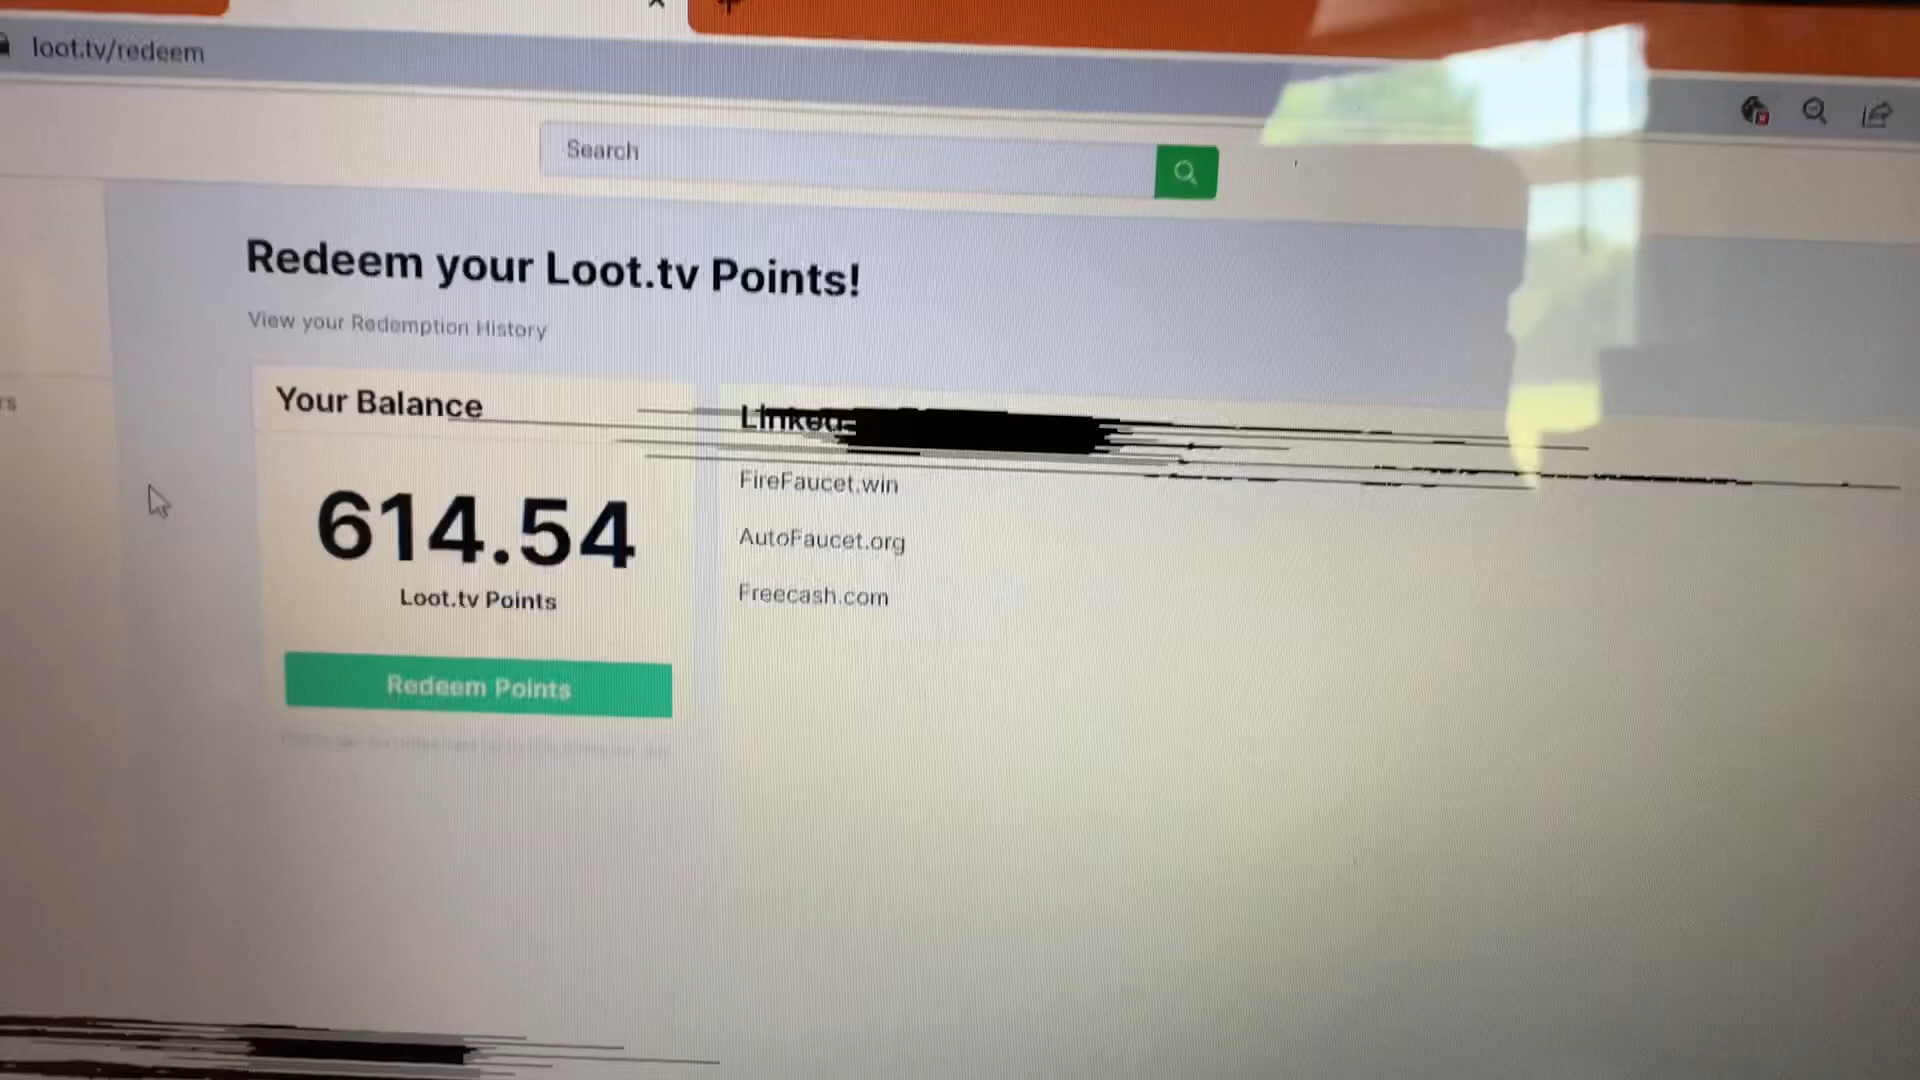 loot.tv/redeem
Search
Redeem your Loot.tv Points!
View your Redemption History
Your Balance
614.54
Loot.tv Points
Redeem Points
Linked
FireFaucet.win
AutoFaucet.org
Freecash.com